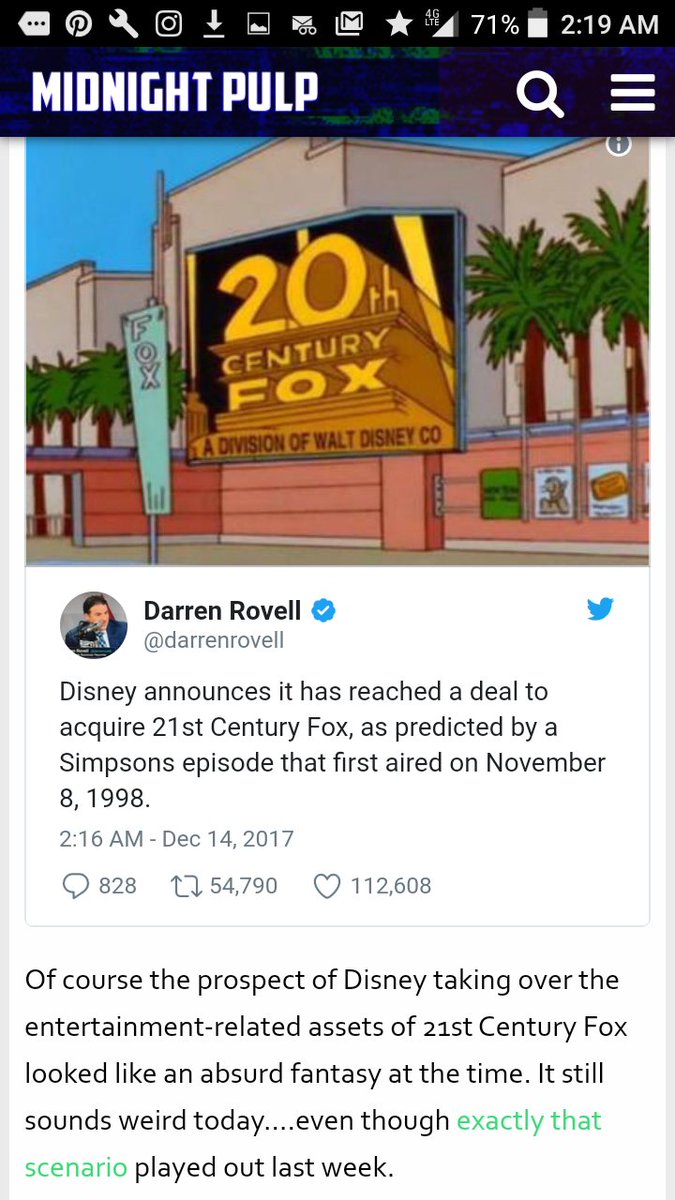 71% 2:19 AM
MIDNIGHT PULP
20th
CENTURY
FOX
A DIVISION OF WALT DISNEY CO
FOX
Darren Rovell
@darrenrovell
Disney announces it has reached a deal to
acquire 21st Century Fox, as predicted by a
Simpsons episode that first aired on November
8, 1998.
2:16 AM - Dec 14, 2017
828 54,790 112,608
Of course the prospect of Disney taking over the
entertainment-related assets of 21st Century Fox
looked like an absurd fantasy at the time. It still
sounds weird today....even though exactly that
scenario played out last week.